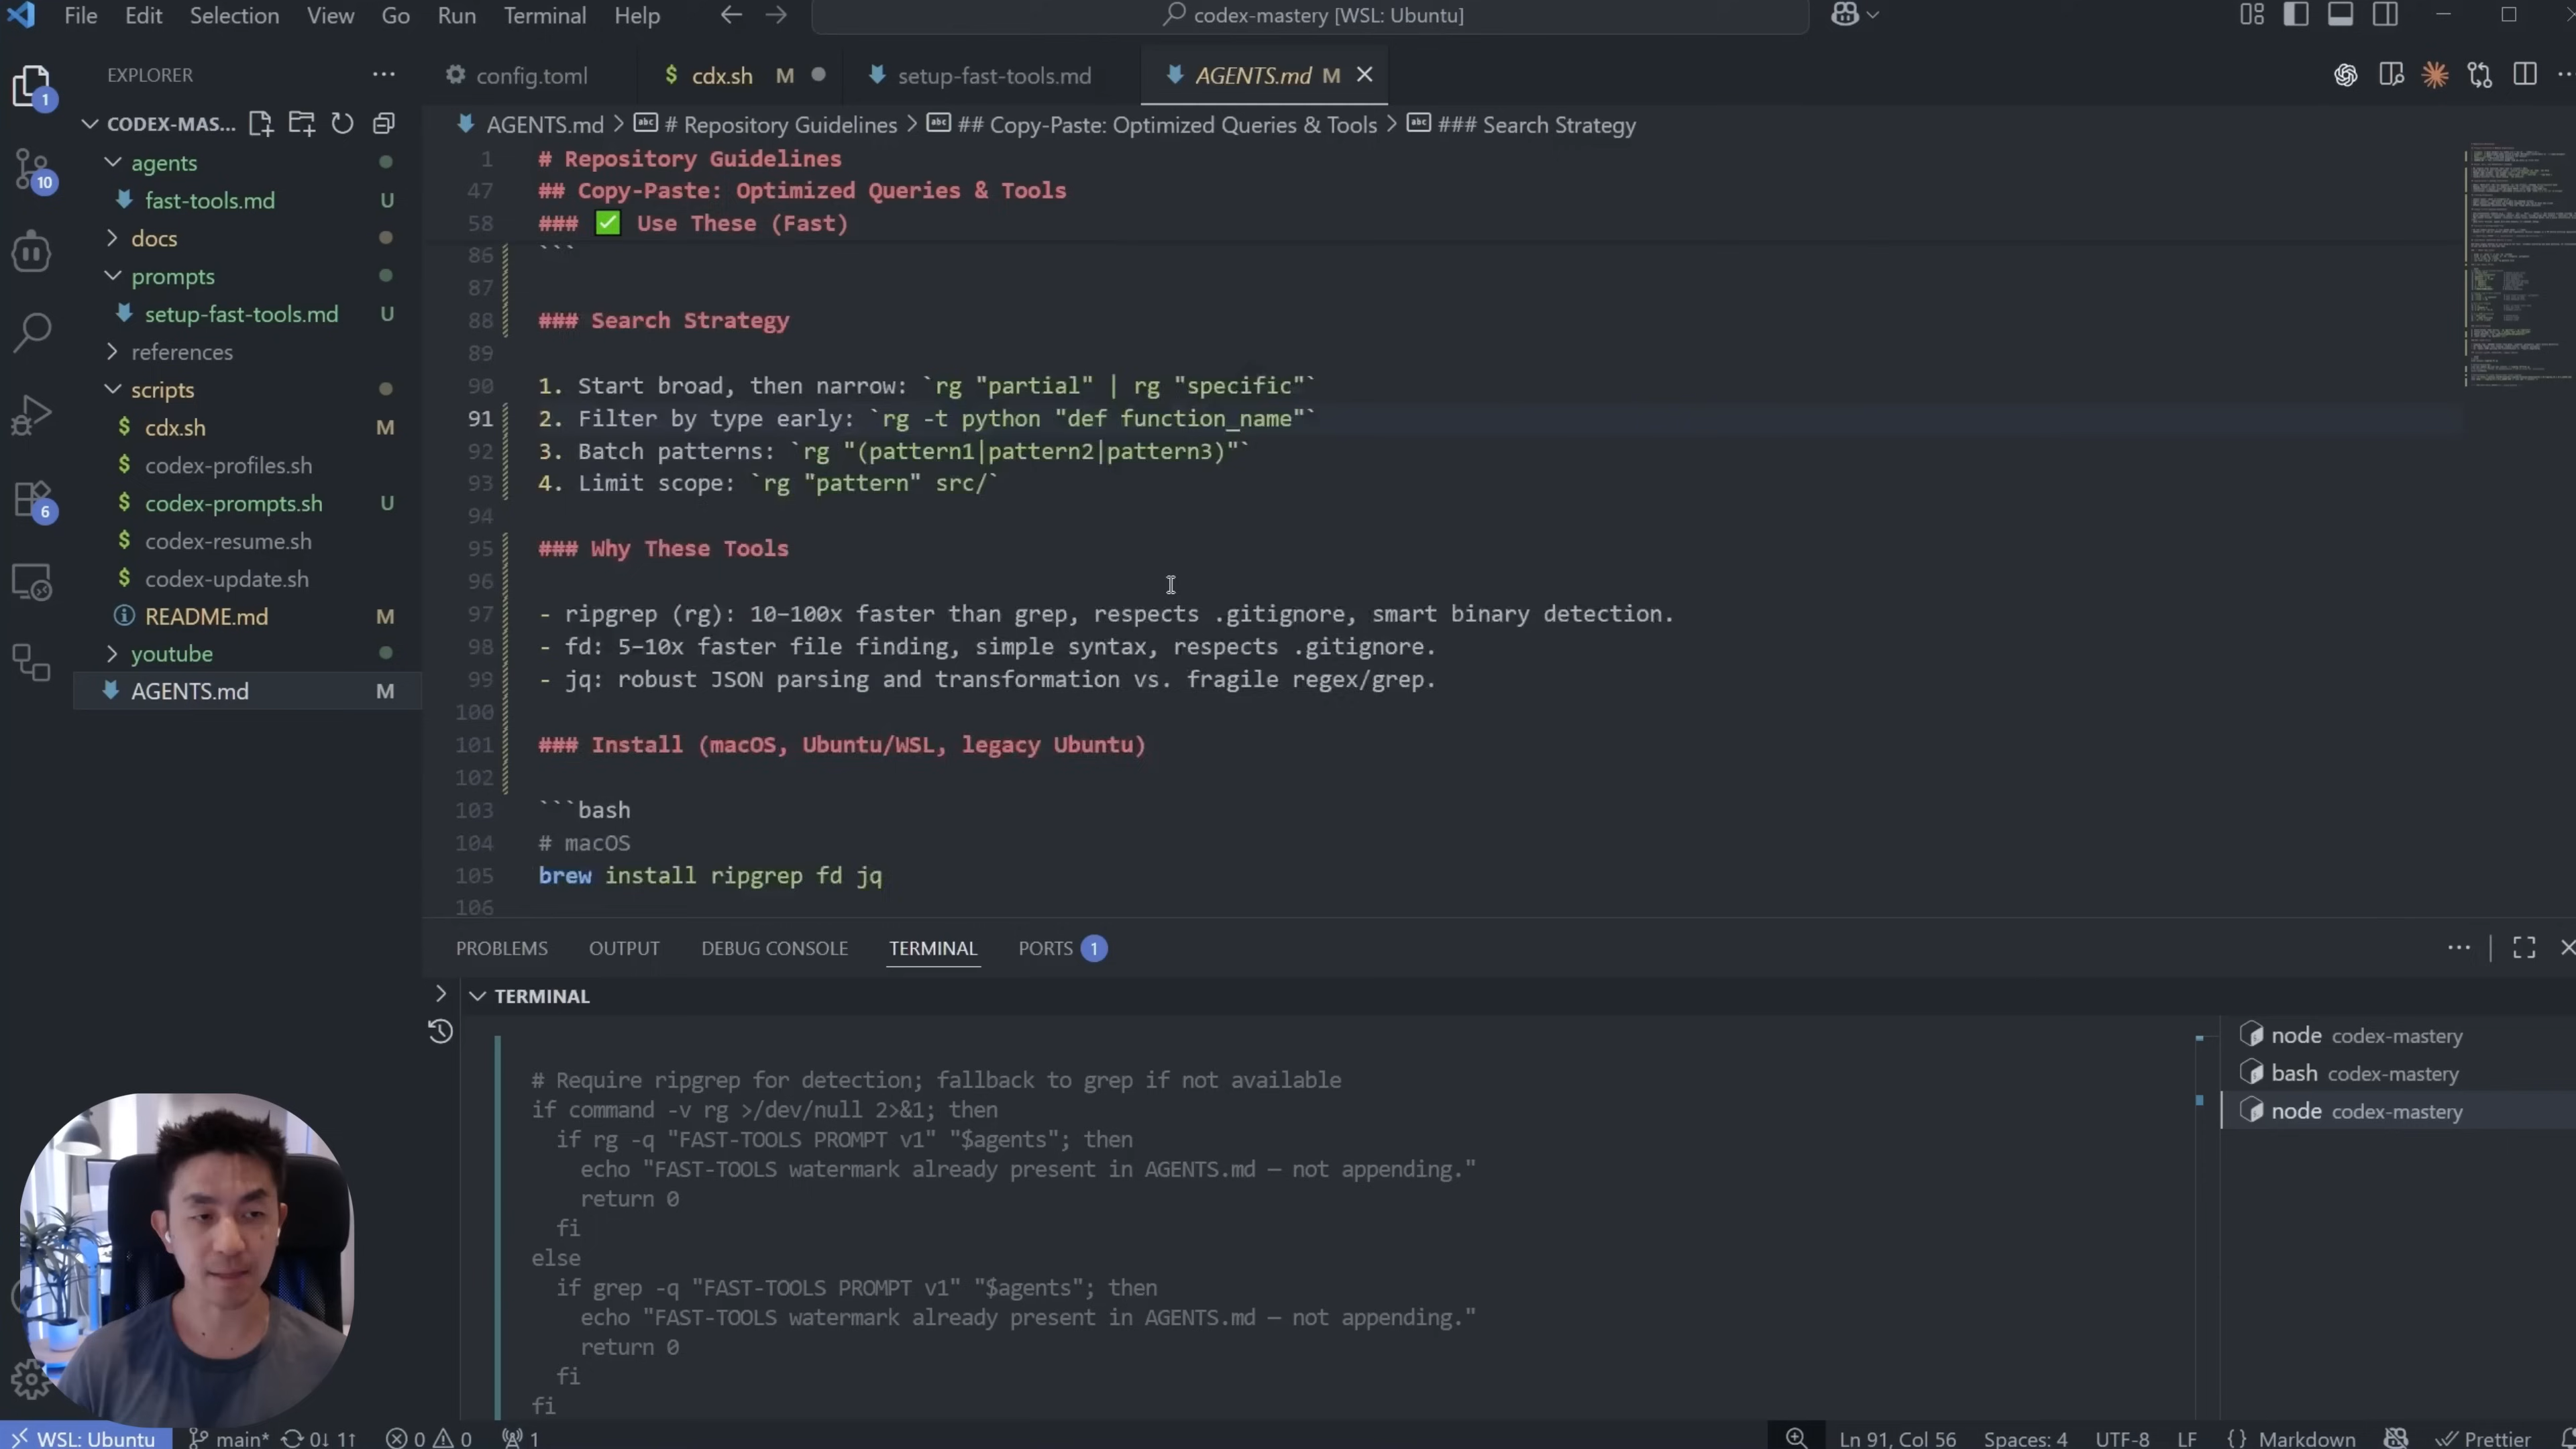 File Edit Selection View Go Run Terminal Help
codex-mastery [WSL: Ubuntu]
EXPLORER
config.toml
$ cdx.sh M
setup-fast-tools.md
AGENTS.md M
CODEX-MAS...
AGENTS.md > # Repository Guidelines > ## Copy-Paste: Optimized Queries & Tools > ### Search Strategy
agents
fast-tools.md U
docs
prompts
setup-fast-tools.md U
references
scripts
$ cdx.sh M
$ codex-profiles.sh
$ codex-prompts.sh U
$ codex-resume.sh
$ codex-update.sh
README.md M
youtube
AGENTS.md M
1
10
6
1 # Repository Guidelines
47 ## Copy-Paste: Optimized Queries & Tools
58 ### ✅ Use These (Fast)
86 ```
87
88 ### Search Strategy
89
90 1. Start broad, then narrow: `rg "partial" | rg "specific"`
91 2. Filter by type early: `rg -t python "def function_name"`
92 3. Batch patterns: `rg "(pattern1|pattern2|pattern3)"`
93 4. Limit scope: `rg "pattern" src/`
94
95 ### Why These Tools
96
97 - ripgrep (rg): 10–100x faster than grep, respects .gitignore, smart binary detection.
98 - fd: 5–10x faster file finding, simple syntax, respects .gitignore.
99 - jq: robust JSON parsing and transformation vs. fragile regex/grep.
100
101 ### Install (macOS, Ubuntu/WSL, legacy Ubuntu)
102
103 ```bash
104 # macOS
105 brew install ripgrep fd jq
106
PROBLEMS OUTPUT DEBUG CONSOLE TERMINAL PORTS 1
TERMINAL
# Require ripgrep for detection; fallback to grep if not available
if command -v rg >/dev/null 2>&1; then
if rg -q "FAST-TOOLS PROMPT v1" "$agents"; then
echo "FAST-TOOLS watermark already present in AGENTS.md — not appending."
return 0
fi
else
if grep -q "FAST-TOOLS PROMPT v1" "$agents"; then
echo "FAST-TOOLS watermark already present in AGENTS.md — not appending."
return 0
fi
fi
node codex-mastery
bash codex-mastery
node codex-mastery
WSL: Ubuntu main* 0↓ 1↑ 0 0 1
Ln 91, Col 56 Spaces: 4 UTF-8 LF {} Markdown Prettier